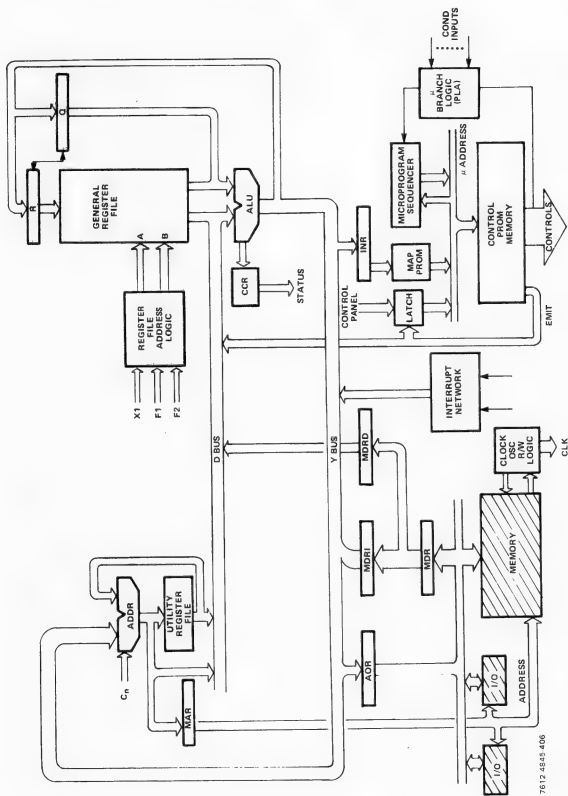 R
Q
GENERAL
REGISTER
FILE
A
B
REGISTER
FILE
ADDRESS
LOGIC
X1
F1
F2
ALU
CCR
STATUS
D BUS
Y BUS
ADDR
Cn
UTILITY
REGISTER
FILE
MAR
INR
MAP
PROM
CONTROL
PANEL
LATCH
MICROPROGRAM
SEQUENCER
μ
BRANCH
LOGIC
(PLA)
COND
INPUTS
μ ADDRESS
CONTROL
PROM
MEMORY
CONTROLS
EMIT
INTERRUPT
NETWORK
MDRD
MDRI
MDR
AOR
CLOCK
OSC
R/W
LOGIC
CLK
MEMORY
ADDRESS
I/O
I/O
7612 4845 406